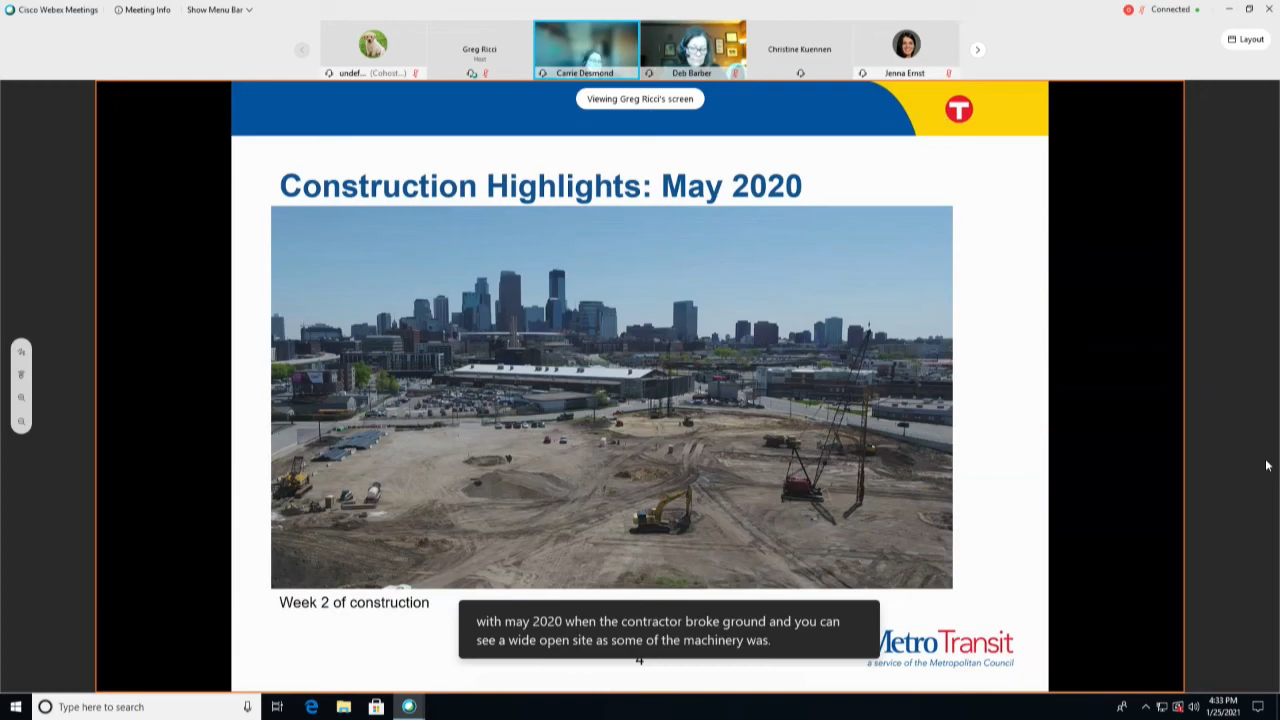 Cisco Webex Meetings
Meeting Info
Show Menu Bar
Connected
Layout
undef... (Cohost...)
Greg Ricci
Host
Carrie Desmond
Deb Barber
Christine Kuennen
Jenna Ernst
Viewing Greg Ricci's screen
T
Construction Highlights: May 2020
Week 2 of construction
with may 2020 when the contractor broke ground and you can
see a wide open site as some of the machinery was.
4
MetroTransit
a service of the Metropolitan Council
Type here to search
4:33 PM
1/25/2021